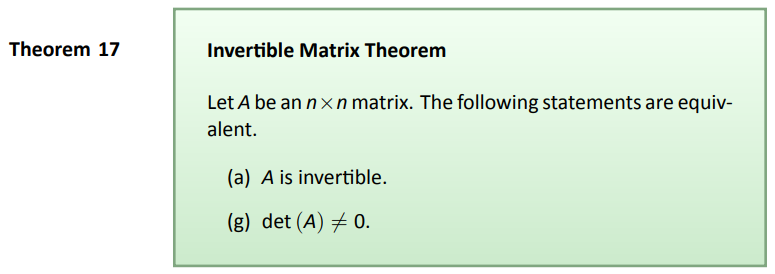 Theorem 17
Invertible Matrix Theorem
Let A be an n×n matrix. The following statements are equiv-
alent.
(a) A is invertible.
(g) det (A) ≠ 0.